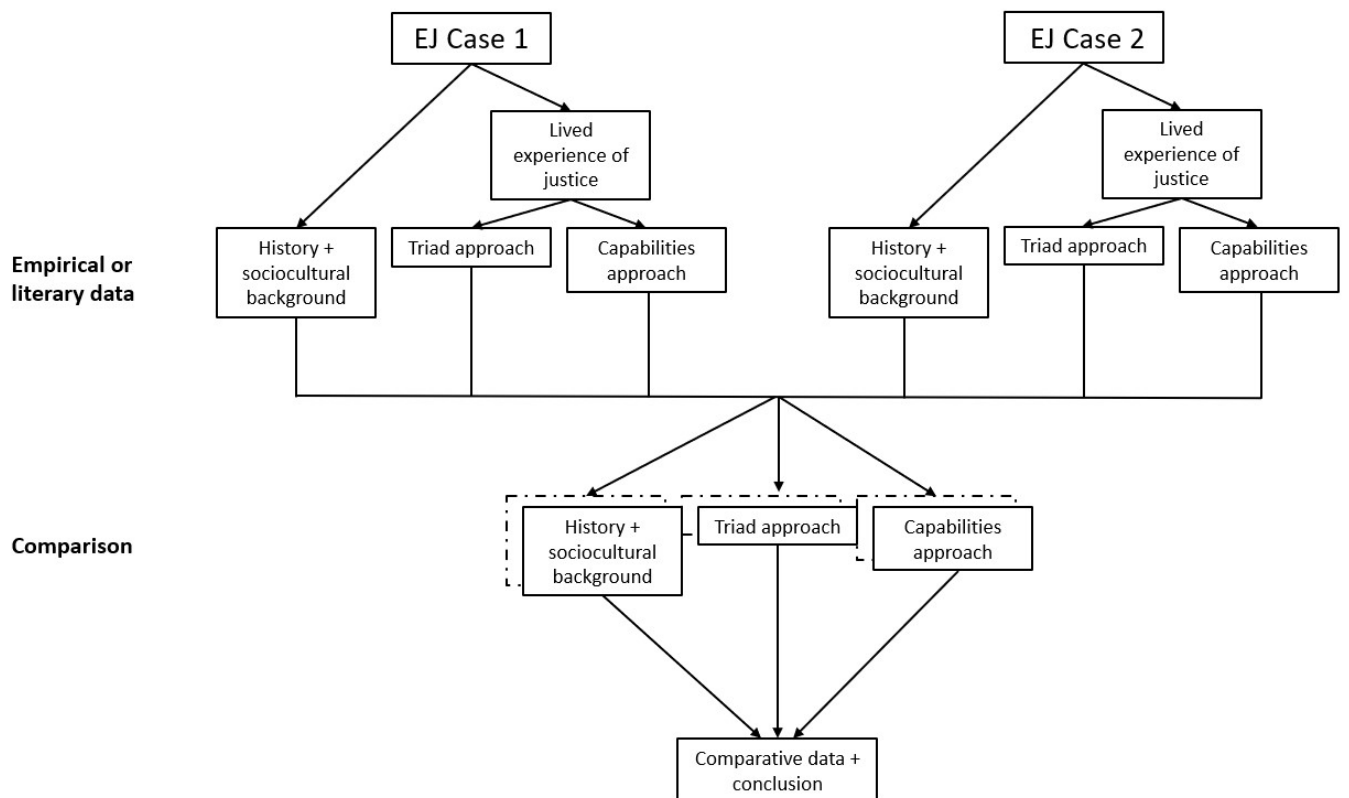 EJ Case 1
EJ Case 2
Lived
experience of
justice
Lived
experience of
justice
Empirical or
literary data
History +
sociocultural
background
Triad approach
Capabilities
approach
History +
sociocultural
background
Triad approach
Capabilities
approach
Comparison
History +
sociocultural
background
Triad approach
Capabilities
approach
Comparative data +
conclusion